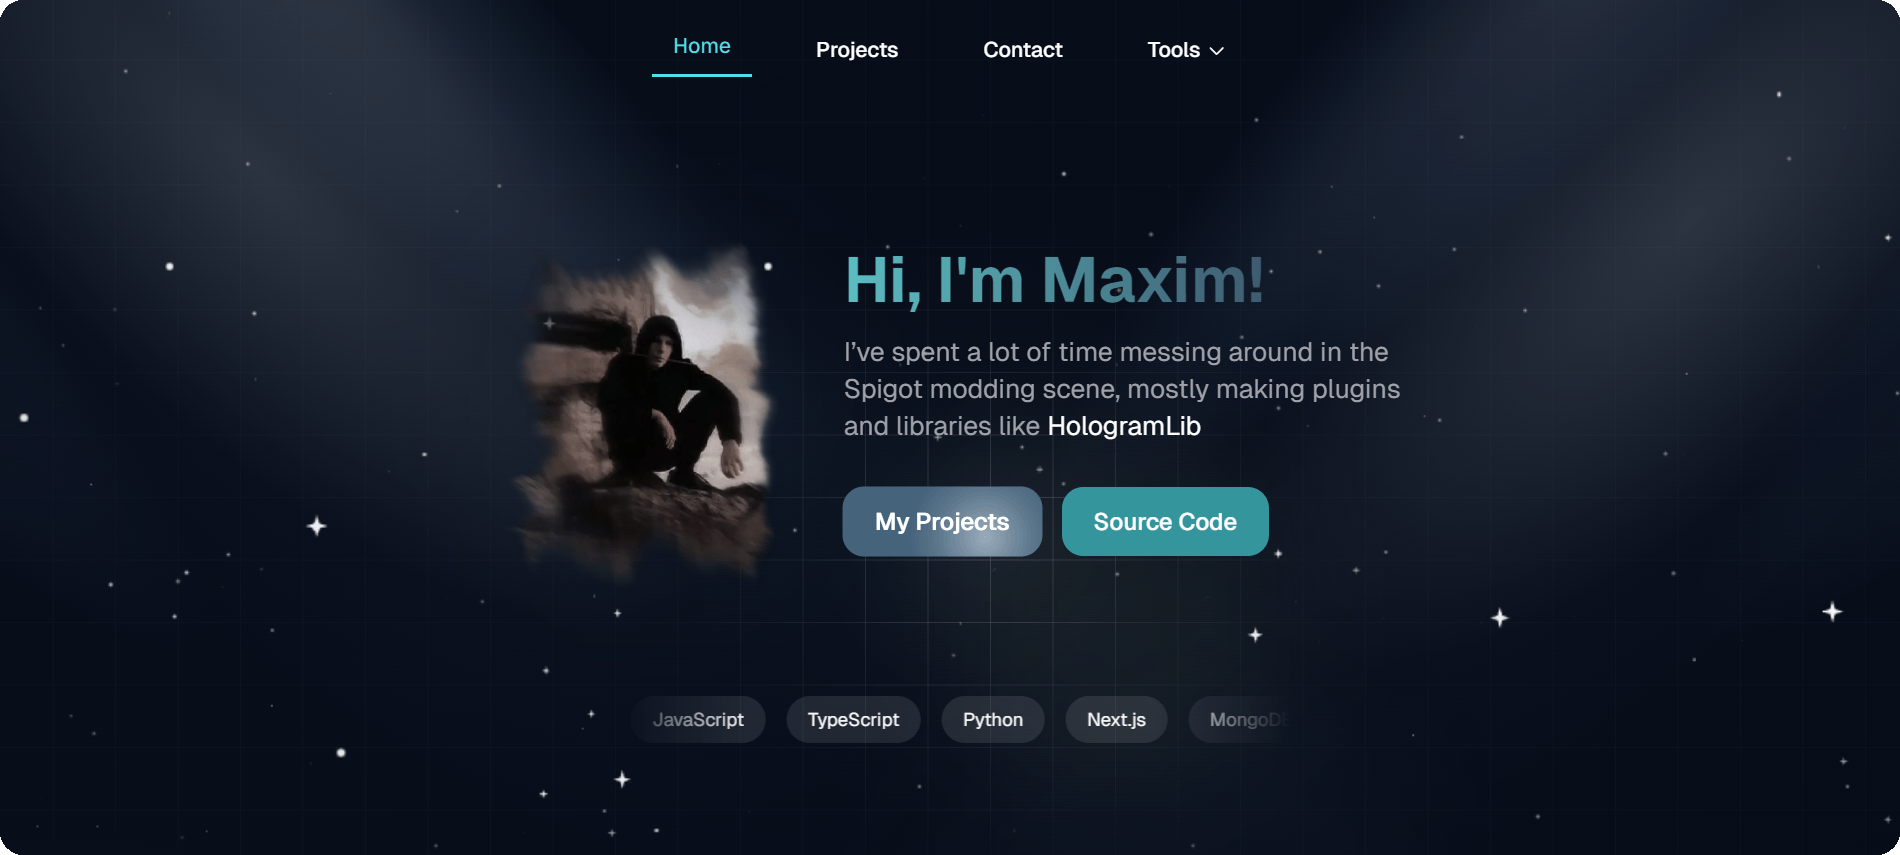 Home
Projects
Contact
Tools
Hi, I'm Maxim!
I’ve spent a lot of time messing around in the
Spigot modding scene, mostly making plugins
and libraries like HologramLib
My Projects
Source Code
JavaScript
TypeScript
Python
Next.js
MongoDB